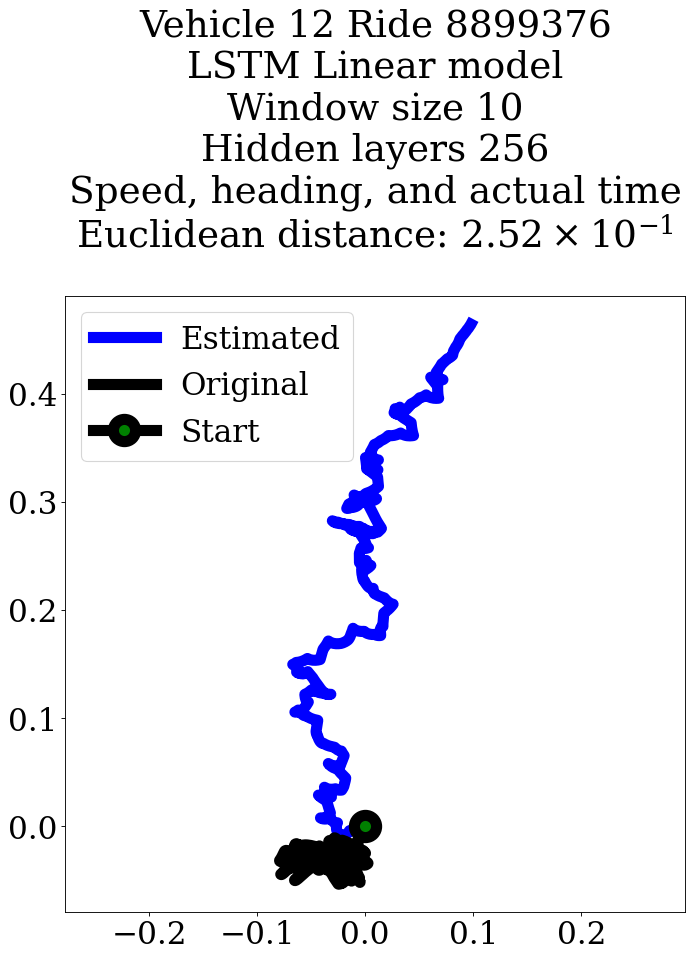 Vehicle 12 Ride 8899376
LSTM Linear model
Window size 10
Hidden layers 256
Speed, heading, and actual time
Euclidean distance: 2.52 × 10⁻¹
Estimated
Original
Start
0.4
0.3
0.2
0.1
0.0
−0.2 −0.1 0.0 0.1 0.2